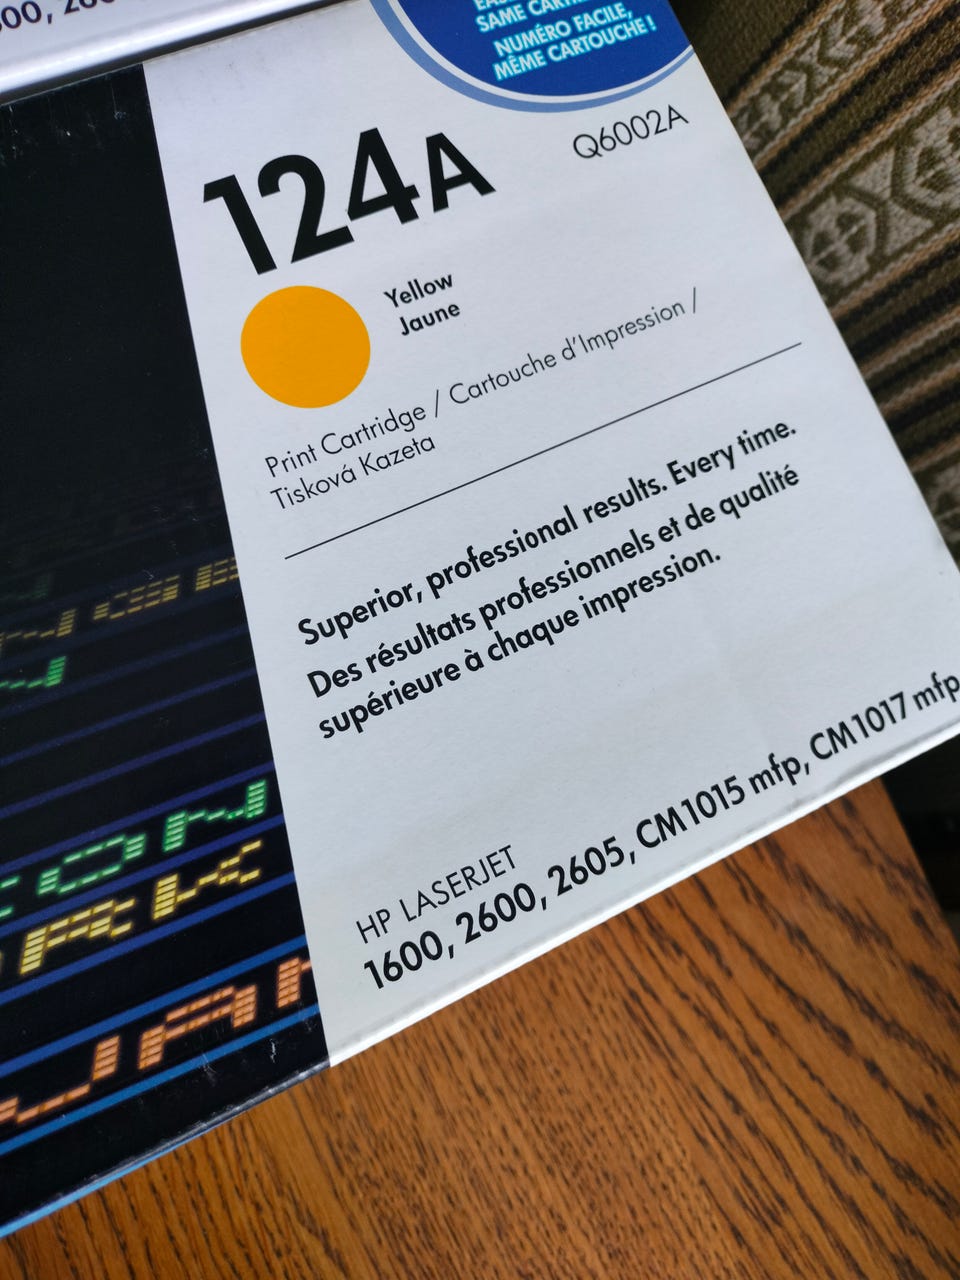 SAME
NUMÉRO FACILE,
MÊME CARTOUCHE !
Q6002A
124A
Yellow
Jaune
Print Cartridge / Cartouche d'Impression /
Tisková Kazeta
Superior, professional results. Every time.
Des résultats professionnels et de qualité
supérieure à chaque impression.
HP LASERJET
1600, 2600, 2605, CM1015 mfp, CM1017 mfp